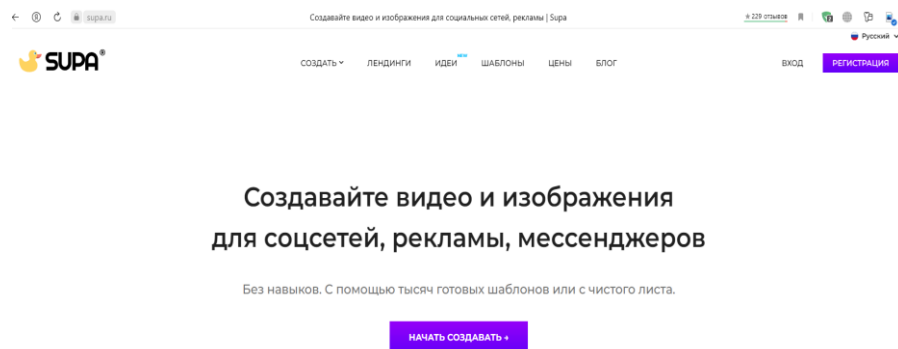 supa.ru
Создавайте видео и изображения для социальных сетей, рекламы | Supa
★ 229 отзывов
Русский
SUPA®
СОЗДАТЬ
ЛЕНДИНГИ
ИДЕИ
NEW
ШАБЛОНЫ
ЦЕНЫ
БЛОГ
ВХОД
РЕГИСТРАЦИЯ
Создавайте видео и изображения
для соцсетей, рекламы, мессенджеров
Без навыков. С помощью тысяч готовых шаблонов или с чистого листа.
НАЧАТЬ СОЗДАВАТЬ +